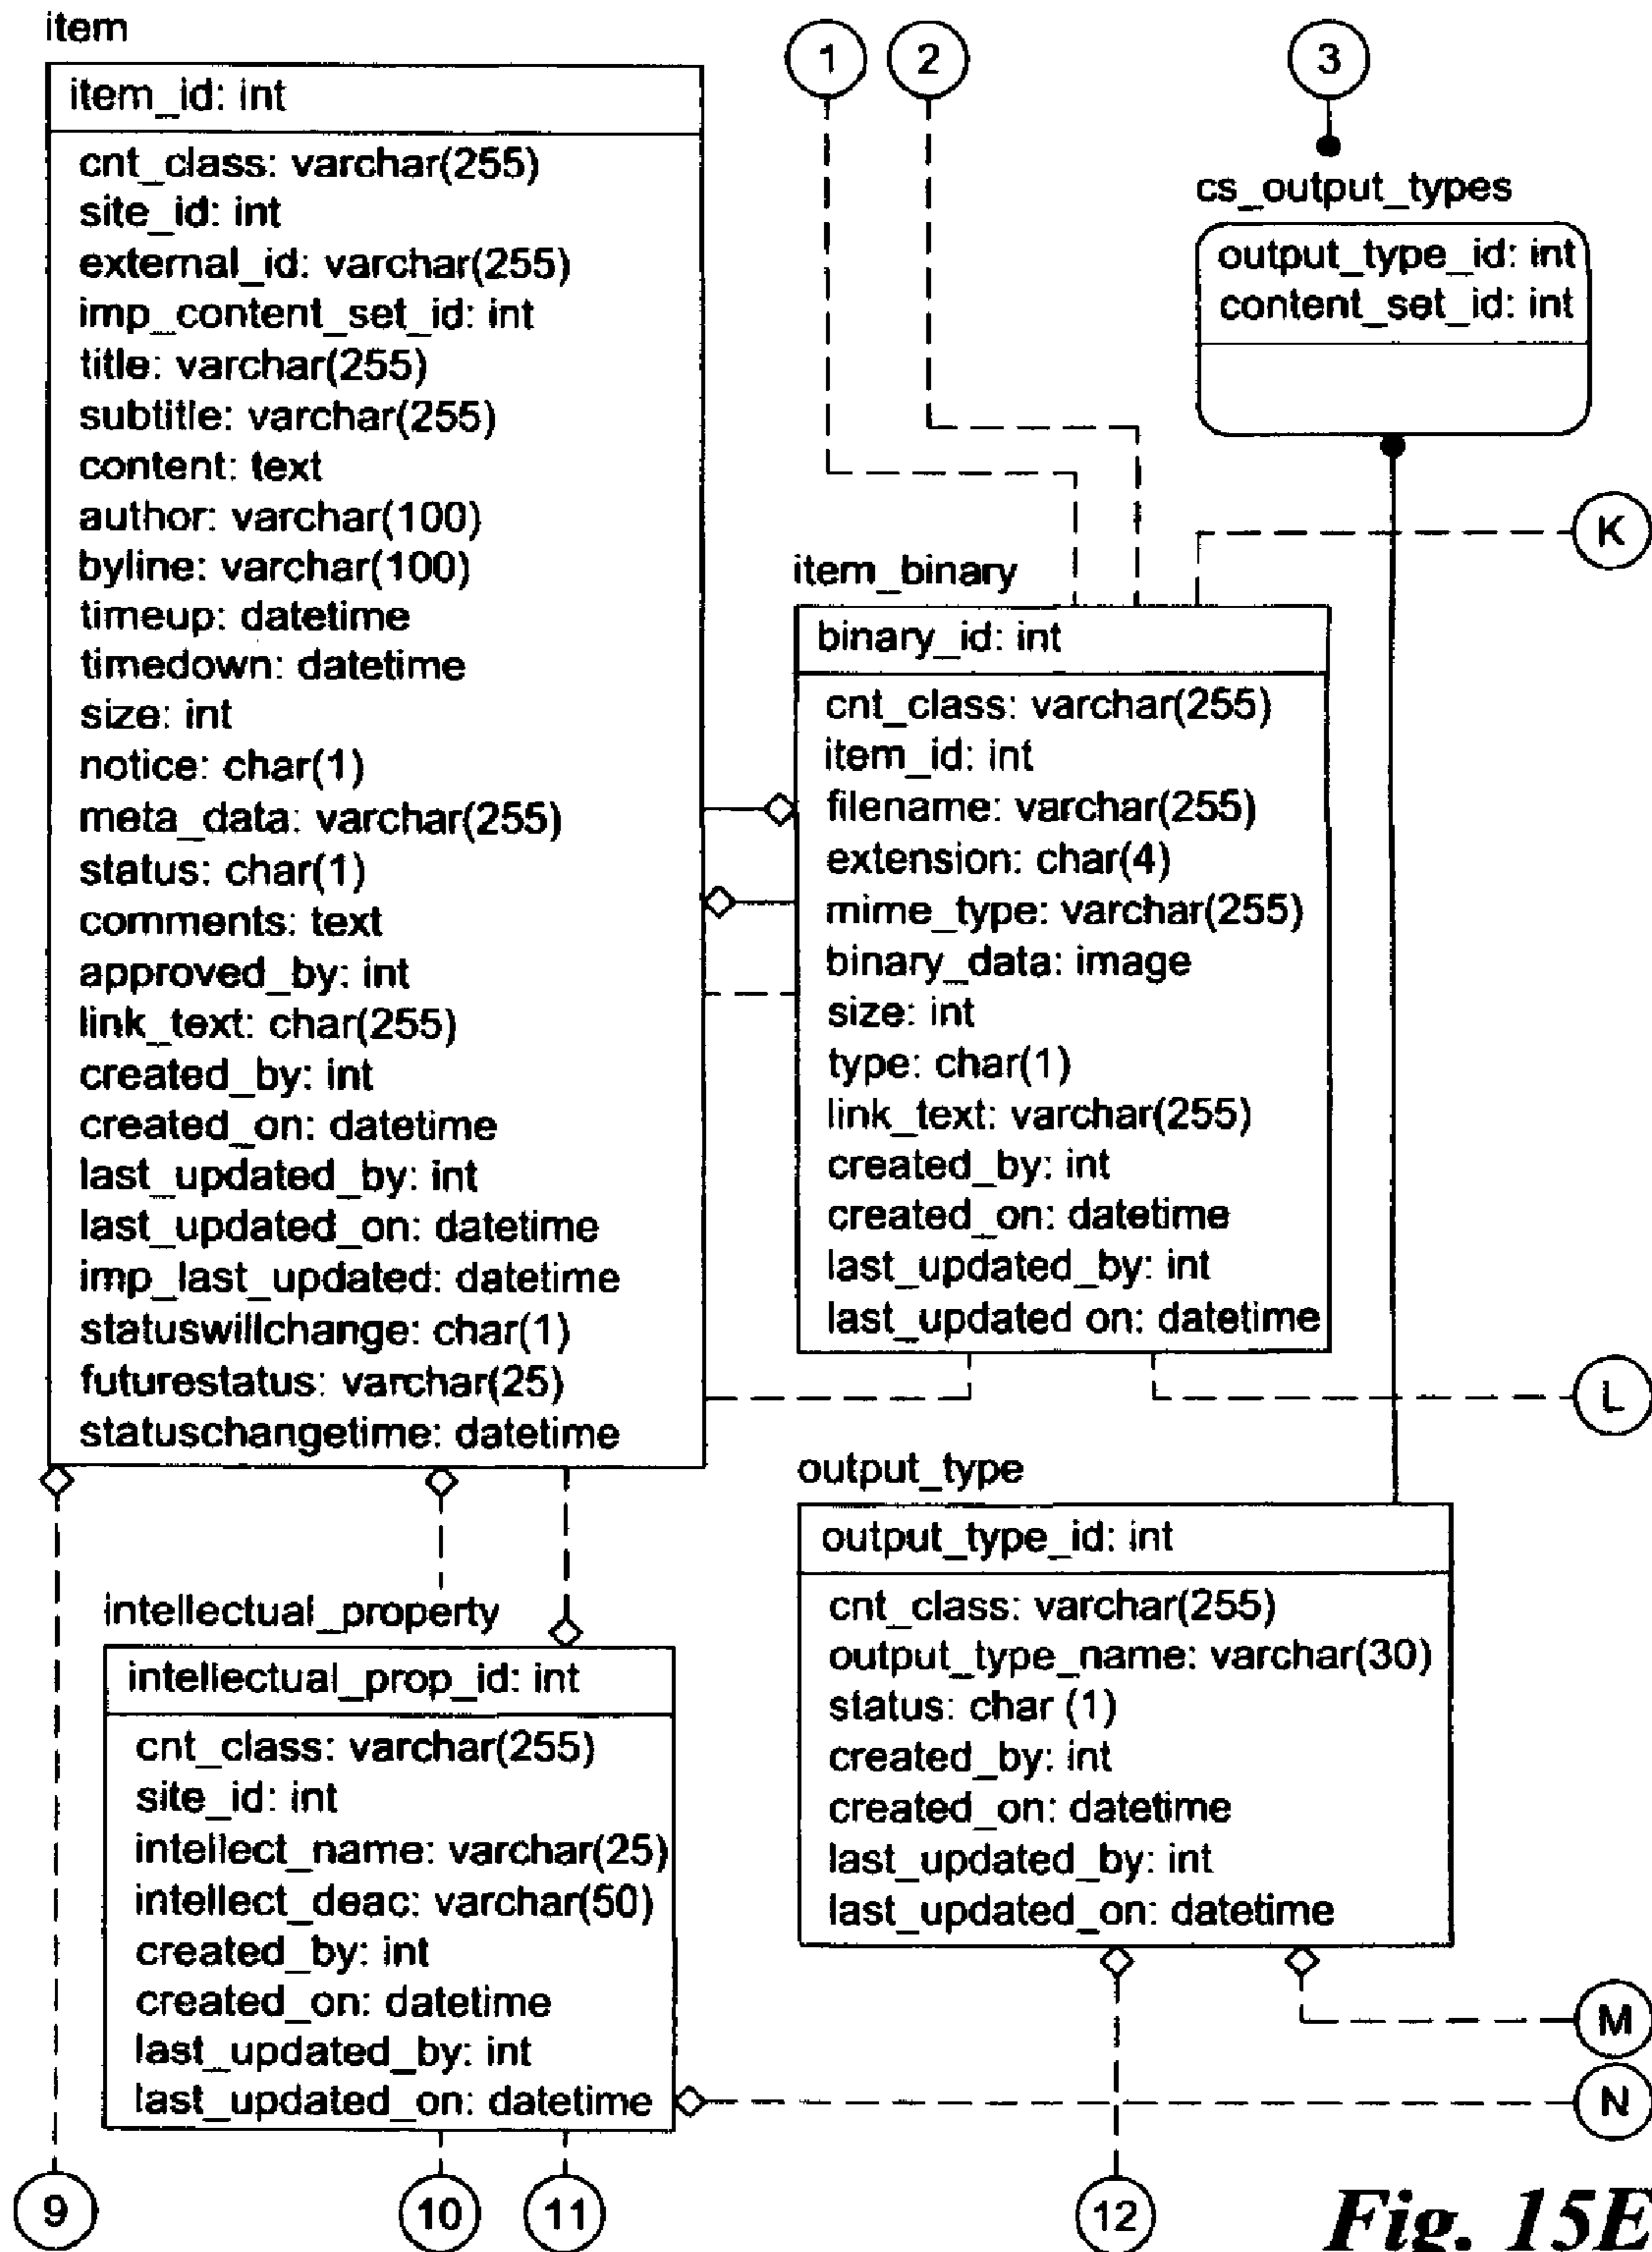 item
item_id: int
cnt_class: varchar(255)
site_id: int
external_id: varchar(255)
imp_content_set_id: int
title: varchar(255)
subtitle: varchar(255)
content: text
author: varchar(100)
byline: varchar(100)
timeup: datetime
timedown: datetime
size: int
notice: char(1)
meta_data: varchar(255)
status: char(1)
comments: text
approved_by: int
link_text: char(255)
created_by: int
created_on: datetime
last_updated_by: int
last_updated_on: datetime
imp_last_updated: datetime
statuswillchange: char(1)
futurestatus: varchar(25)
statuschangetime: datetime
1
2
3
cs_output_types
output_type_id: int
content_set_id: int
K
item_binary
binary_id: int
cnt_class: varchar(255)
item_id: int
filename: varchar(255)
extension: char(4)
mime_type: varchar(255)
binary_data: image
size: int
type: char(1)
link_text: varchar(255)
created_by: int
created_on: datetime
last_updated_by: int
last_updated on: datetime
L
output_type
output_type_id: int
cnt_class: varchar(255)
output_type_name: varchar(30)
status: char (1)
created_by: int
created_on: datetime
last_updated_by: int
last_updated_on: datetime
intellectual_property
intellectual_prop_id: int
cnt_class: varchar(255)
site_id: int
intellect_name: varchar(25)
intellect_deac: varchar(50)
created_by: int
created_on: datetime
last_updated_by: int
last_updated_on: datetime
M
N
9
10
11
12
Fig. 15E